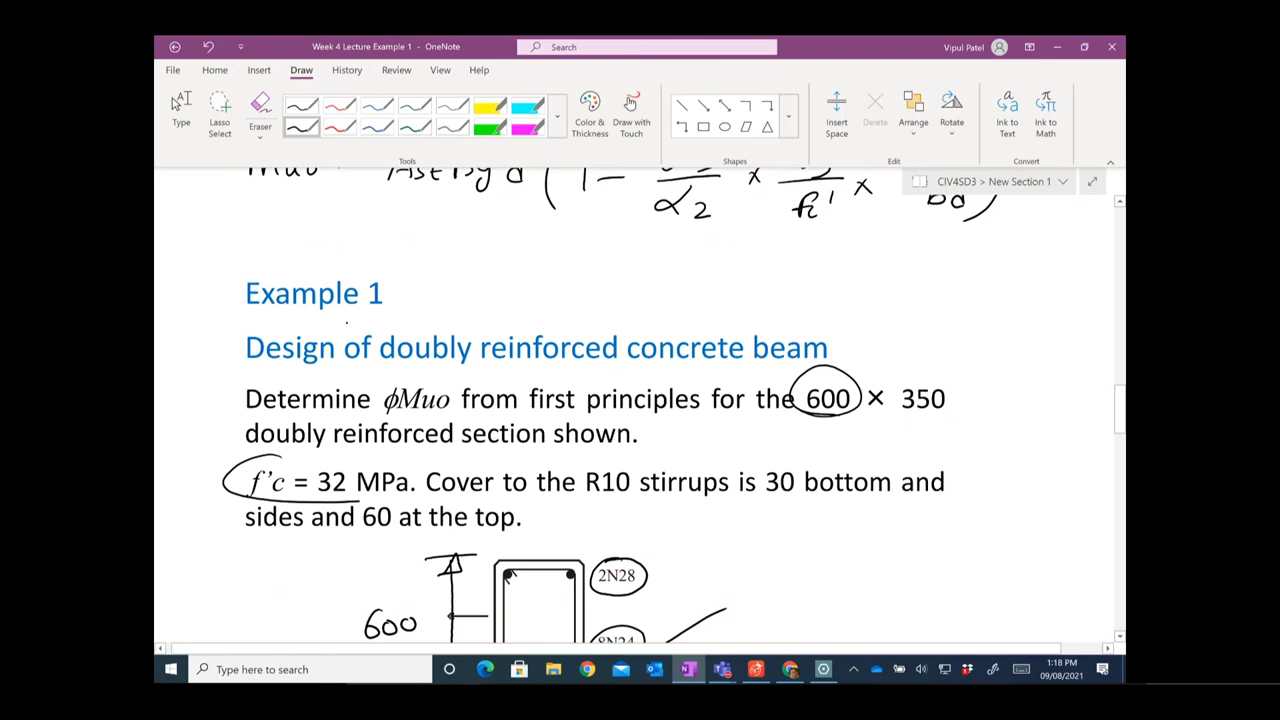 Week 4 Lecture Example 1 - OneNote
Search
Vipul Patel
File Home Insert Draw History Review View Help
Type
Lasso Select
Eraser
Color & Thickness
Draw with Touch
Insert Space
Delete
Arrange
Rotate
Ink to Text
Ink to Math
Tools
Shapes
Edit
Convert
CIV4SD3 > New Section 1
Example 1
Design of doubly reinforced concrete beam
Determine ϕMuo from first principles for the 600 × 350
doubly reinforced section shown.
f'c = 32 MPa. Cover to the R10 stirrups is 30 bottom and
sides and 60 at the top.
2N28
600
8N24
Type here to search
1:18 PM
09/08/2021